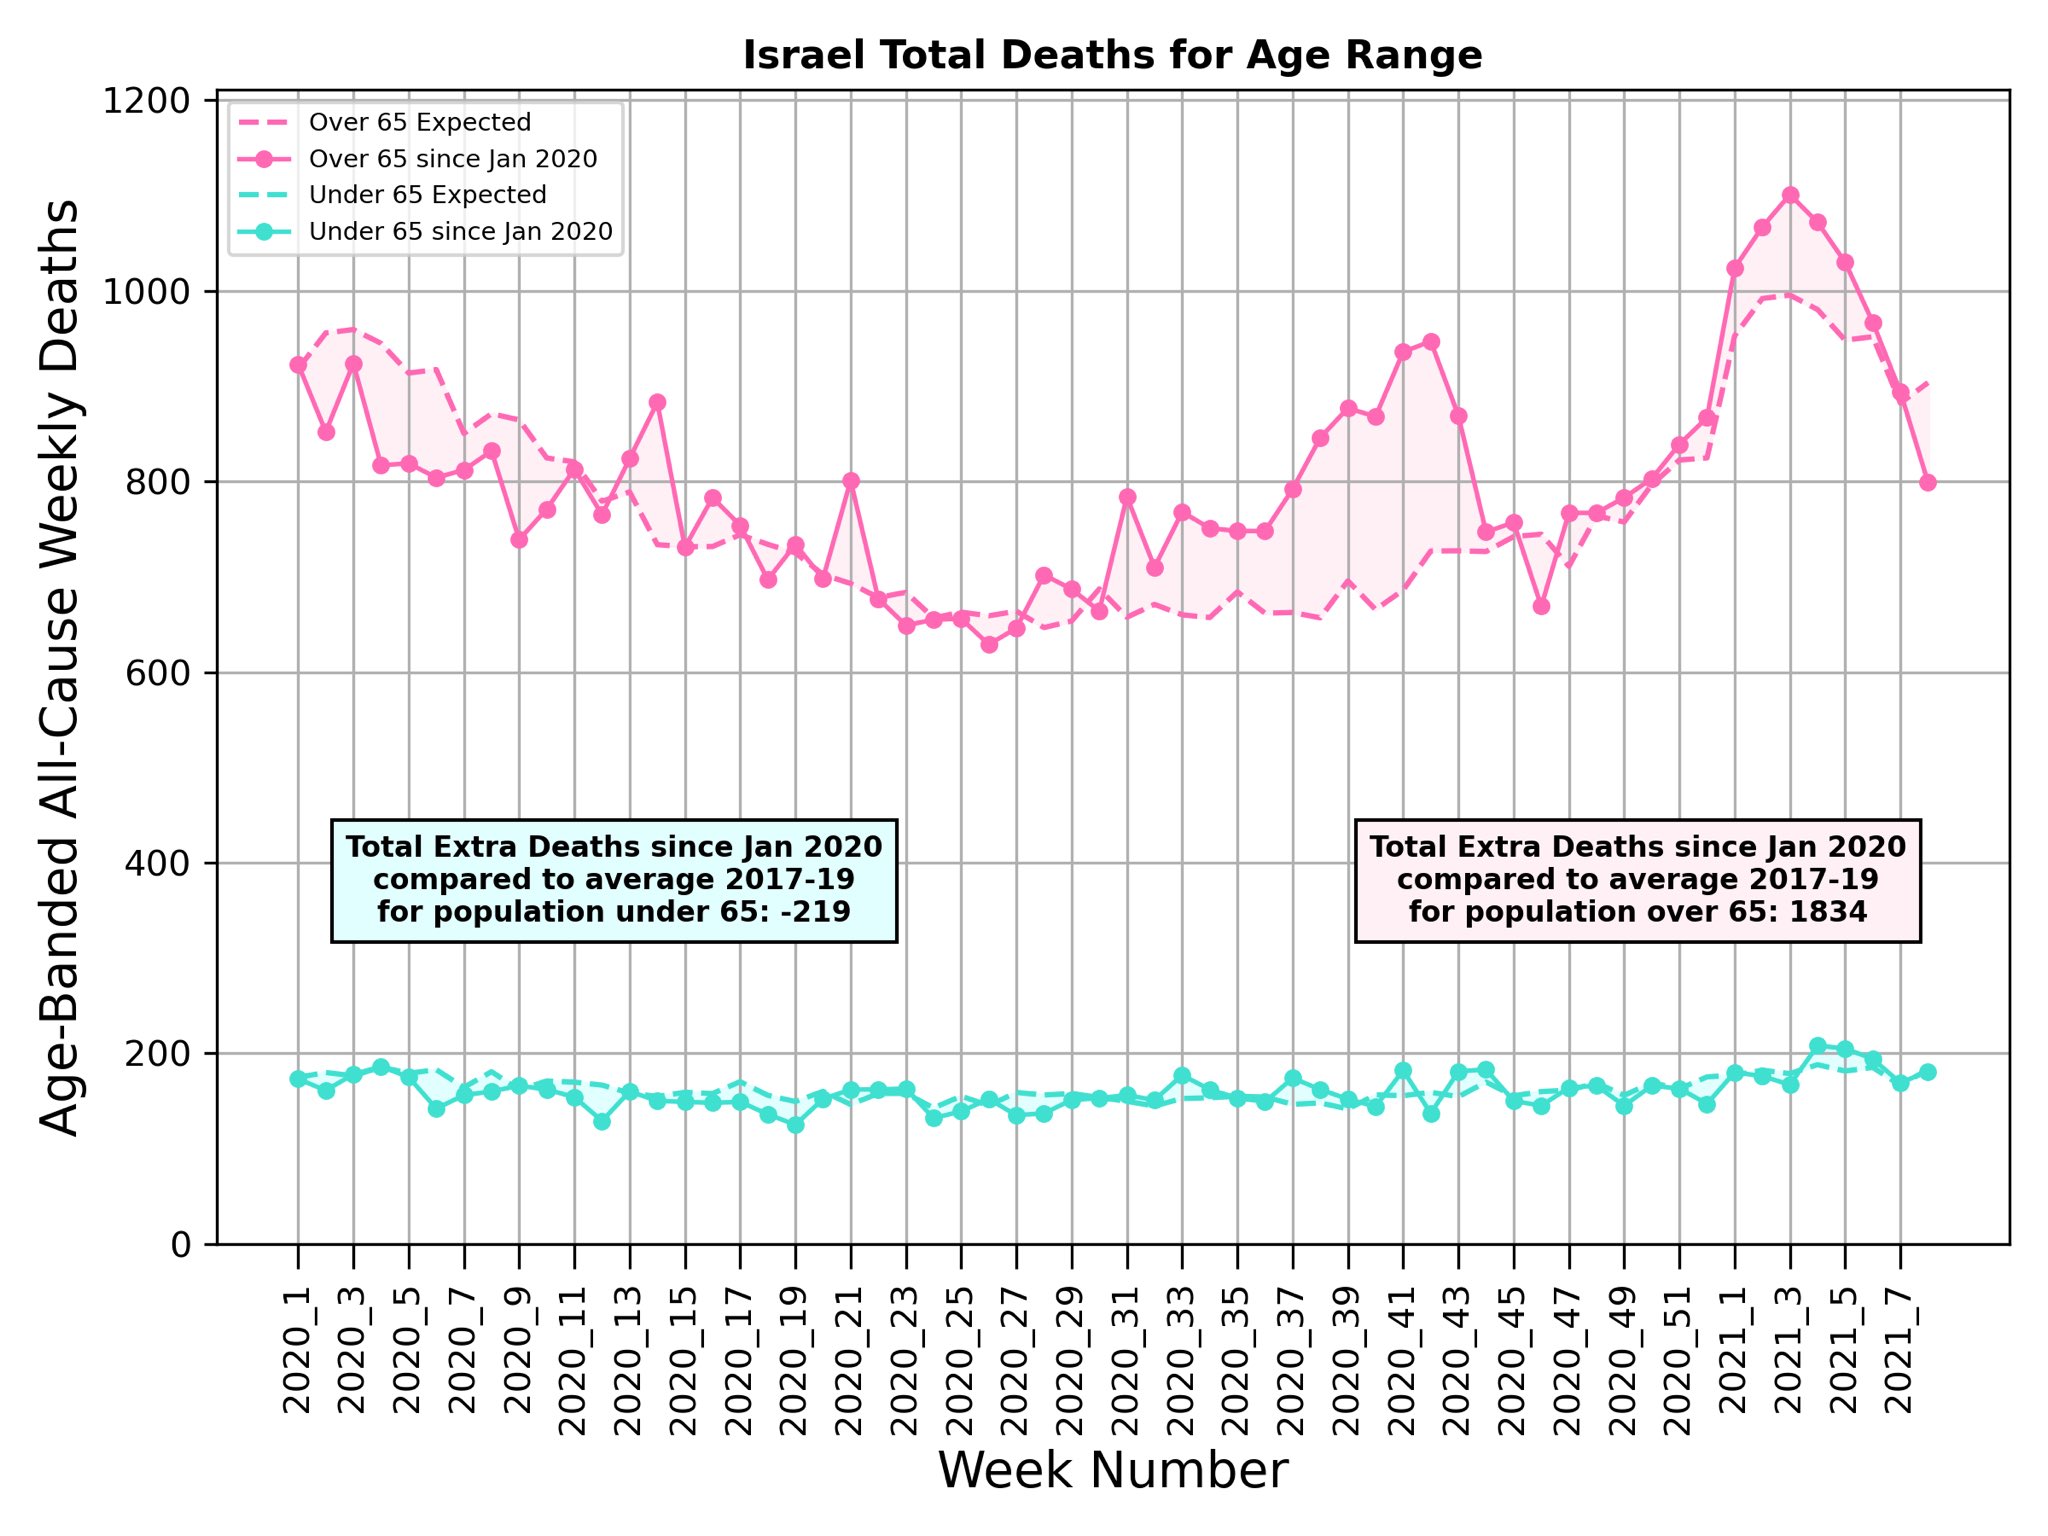 Israel Total Deaths for Age Range
Age-Banded All-Cause Weekly Deaths
1200
1000
800
600
400
200
0
Over 65 Expected
Over 65 since Jan 2020
Under 65 Expected
Under 65 since Jan 2020
Total Extra Deaths since Jan 2020
compared to average 2017-19
for population under 65: -219
Total Extra Deaths since Jan 2020
compared to average 2017-19
for population over 65: 1834
2020_1
2020_3
2020_5
2020_7
2020_9
2020_11
2020_13
2020_15
2020_17
2020_19
2020_21
2020_23
2020_25
2020_27
2020_29
2020_31
2020_33
2020_35
2020_37
2020_39
2020_41
2020_43
2020_45
2020_47
2020_49
2020_51
2021_1
2021_3
2021_5
2021_7
Week Number